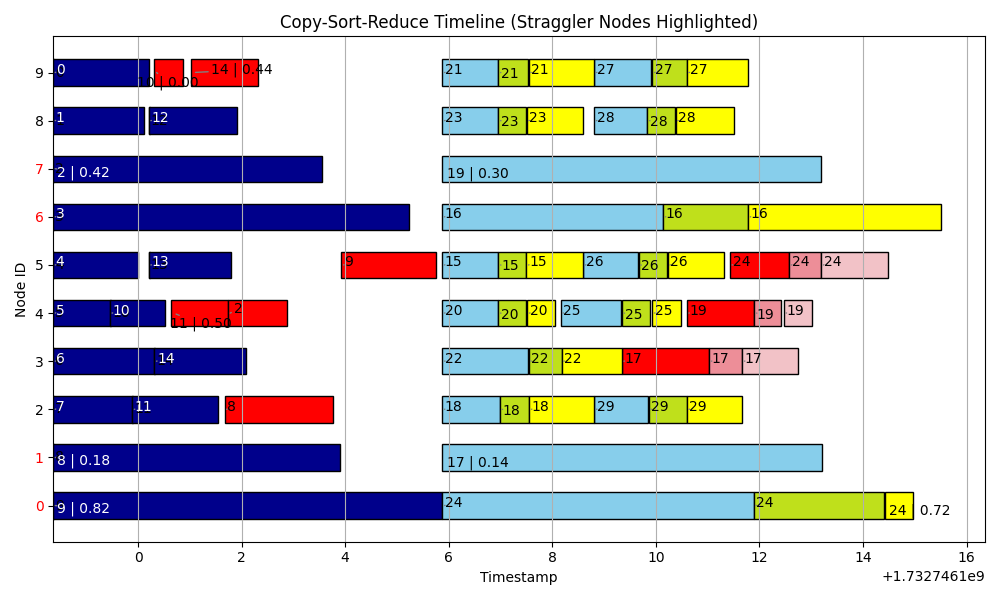 Copy-Sort-Reduce Timeline (Straggler Nodes Highlighted)
Node ID
9 0 14 | 0.44 21 21 21 27 27 27
10 | 0.00
8 1 12 23 23 23 28 28 28
7 2 | 0.42 19 | 0.30
6 3 16 16 16
5 4 13 9 15 15 15 26 26 26 24 24 24
4 5 10 2 20 20 20 25 25 25 19 19 19
11 | 0.50
3 6 14 22 22 22 17 17 17
2 7 11 8 18 18 18 29 29 29
1 8 | 0.18 17 | 0.14
0 9 | 0.82 24 24 24 0.72
0 2 4 6 8 10 12 14 16
Timestamp
+1.7327461e9